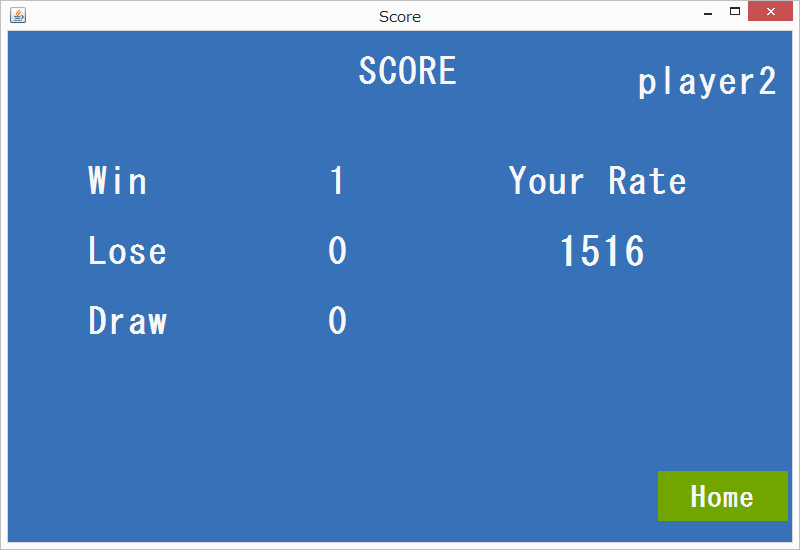 Score
SCORE
player2
Win 1 Your Rate
Lose 0 1516
Draw 0
Home